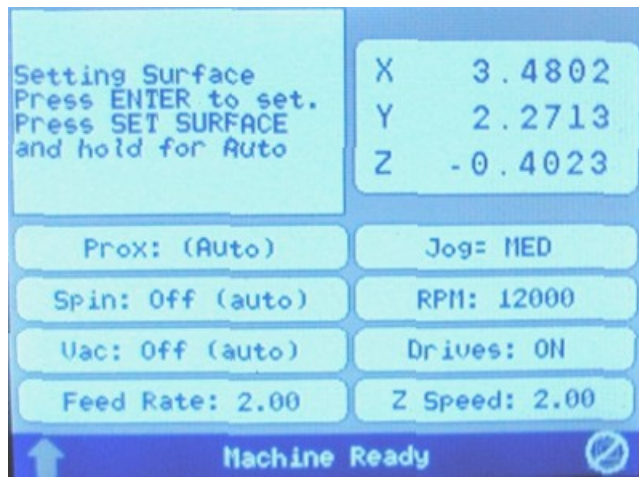 Setting Surface
Press ENTER to set.
Press SET SURFACE
and hold for Auto
X 3.4802
Y 2.2713
Z -0.4023
Prox: (Auto)
Jog= MED
Spin: Off (auto)
RPM: 12000
Vac: Off (auto)
Drives: ON
Feed Rate: 2.00
Z Speed: 2.00
Machine Ready